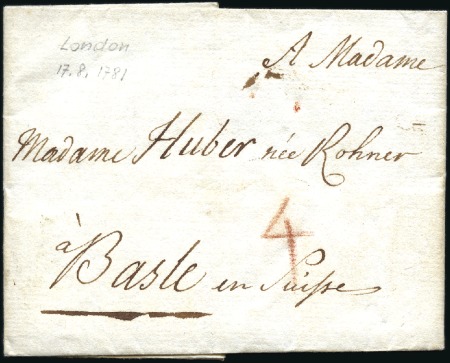 London
17.8.1781
A Madame
Madame Huber née Rohner
4
à Basle en Suisse